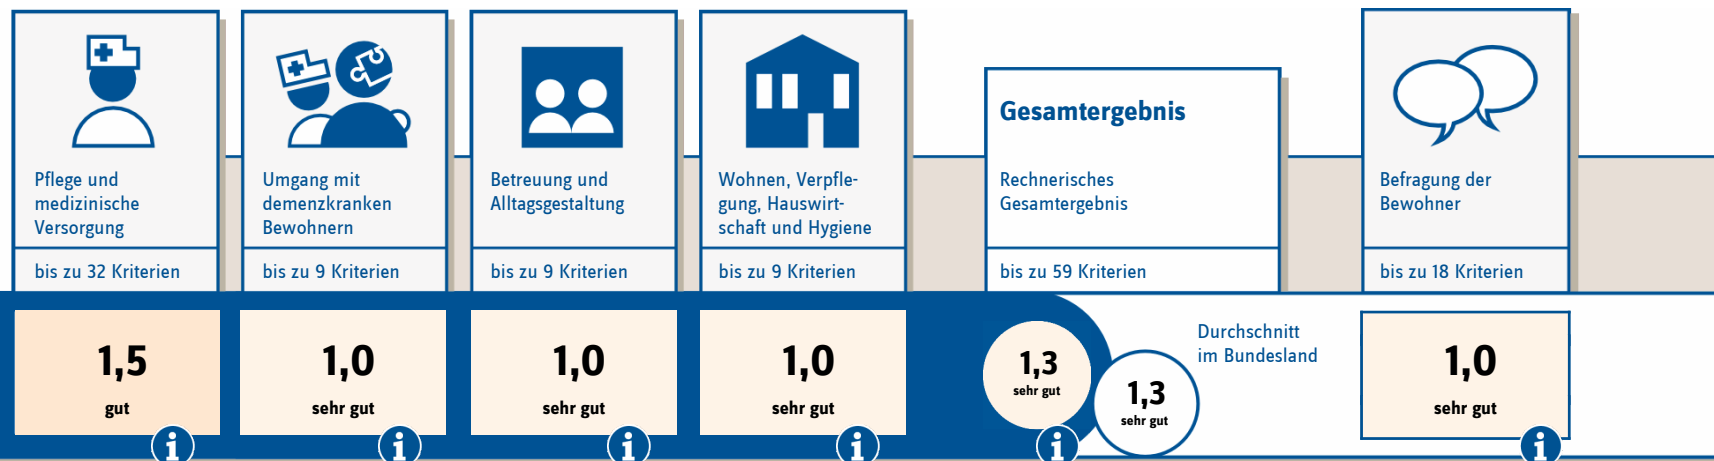 Pflege und
medizinische
Versorgung
bis zu 32 Kriterien
1,5
gut
Umgang mit
demenzkranken
Bewohnern
bis zu 9 Kriterien
1,0
sehr gut
Betreuung und
Alltagsgestaltung
bis zu 9 Kriterien
1,0
sehr gut
Wohnen, Verpfle-
gung, Hauswirt-
schaft und Hygiene
bis zu 9 Kriterien
1,0
sehr gut
Gesamtergebnis
Rechnerisches
Gesamtergebnis
bis zu 59 Kriterien
1,3
sehr gut
Durchschnitt
im Bundesland
1,3
sehr gut
Befragung der
Bewohner
bis zu 18 Kriterien
1,0
sehr gut